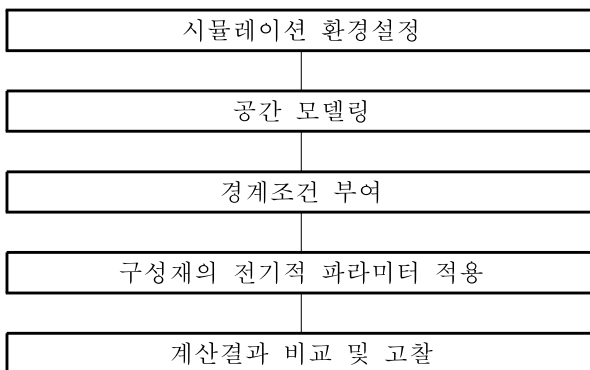 시뮬레이션 환경설정
공간 모델링
경계조건 부여
구성재의 전기적 파라미터 적용
계산결과 비교 및 고찰